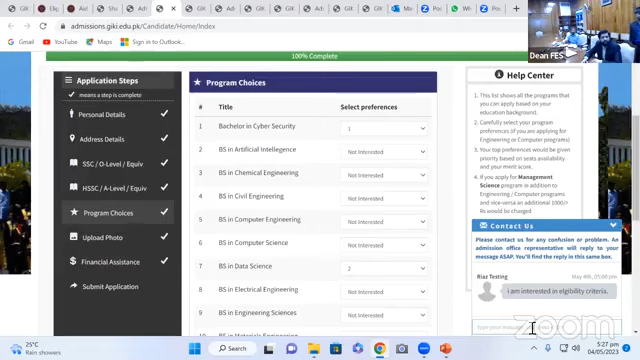 admissions.giki.edu.pk/Candidate/Home/Index
Gmail YouTube Maps Sign in to Outlook
Dean FES
100% Complete
Application Steps
means a step is complete
Personal Details
Address Details
SSC / O-Level / Equiv
HSSC / A-Level / Equiv
Program Choices
Upload Photo
Financial Assistance
Submit Application
Program Choices
# Title Select preferences
1 Bachelor in Cyber Security 1
2 BS in Artificial Intellegence Not Interested
3 BS in Chemical Engineering Not Interested
4 BS in Civil Engineering Not Interested
5 BS in Computer Engineering Not Interested
6 BS in Computer Science Not Interested
7 BS in Data Science 2
8 BS in Electrical Engineering Not Interested
9 BS in Engineering Sciences Not Interested
Help Center
1. This list shows all the programs that
you can apply based on your
education background.
2. Carefully select your program
preferences (if you are applying for
Engineering or Computer programs)
3. Your top preferences would be given
priority based on seats availability and
your merit score.
4. If you apply for Management
Science program in addition to
Engineering / Computer programs
and vice-versa an additional 1000/=
Rs would be charged
Contact Us
Please contact us for any confusion or problem. An
admission office representative will reply to your
message ASAP. You'll find the reply in this same box.
Riaz Testing May 4th, 05:00 pm
i am interested in elgibility criteria.
zoom
25°C
Rain showers
Search
5:27 pm
04/05/2023